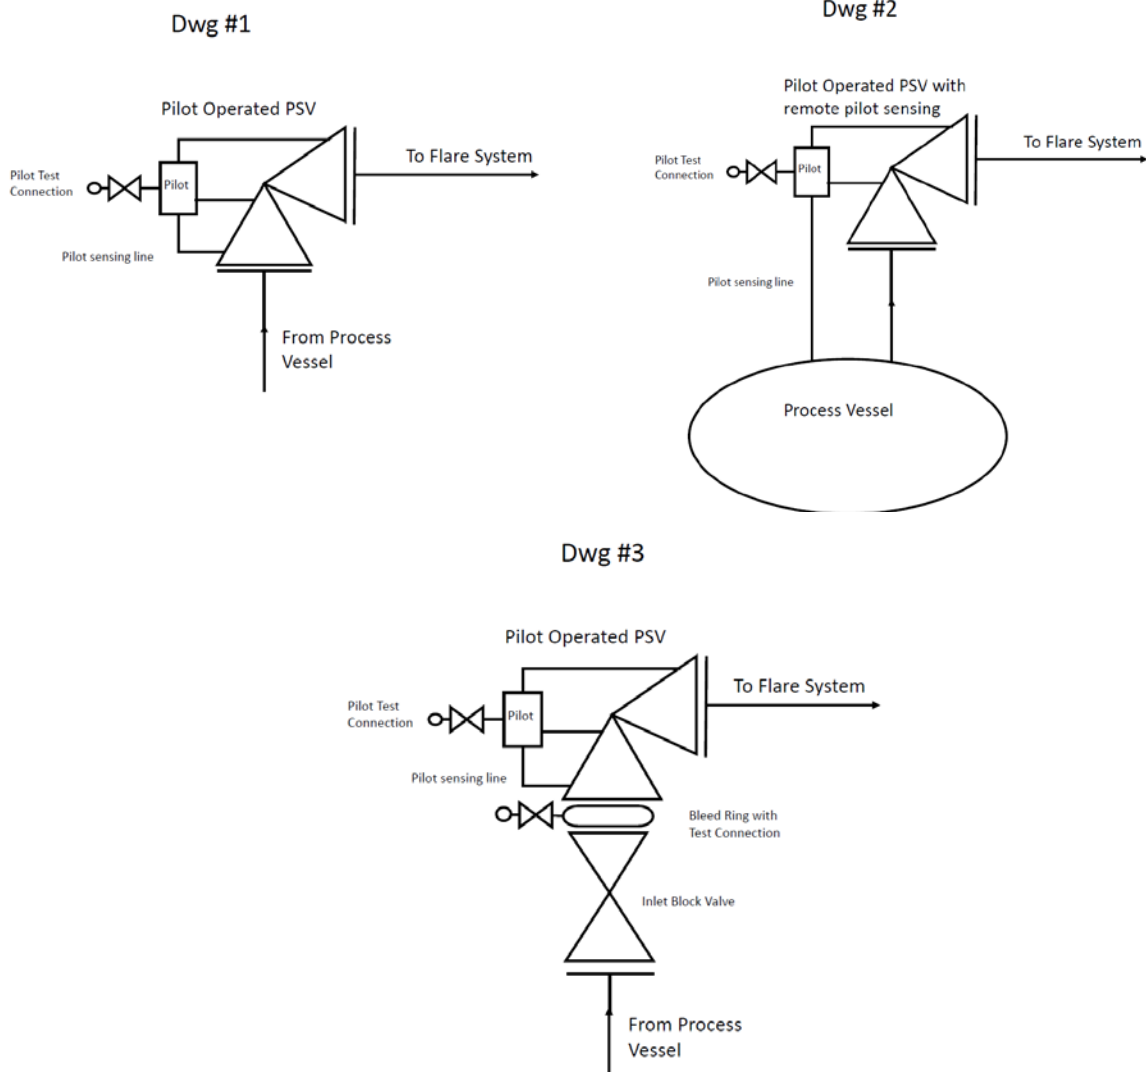 Dwg #1
Pilot Operated PSV
To Flare System
Pilot Test
Connection
Pilot
Pilot sensing line
From Process
Vessel
Dwg #2
Pilot Operated PSV with
remote pilot sensing
To Flare System
Pilot Test
Connection
Pilot
Pilot sensing line
Process Vessel
Dwg #3
Pilot Operated PSV
To Flare System
Pilot Test
Connection
Pilot
Pilot sensing line
Bleed Ring with
Test Connection
Inlet Block Valve
From Process
Vessel